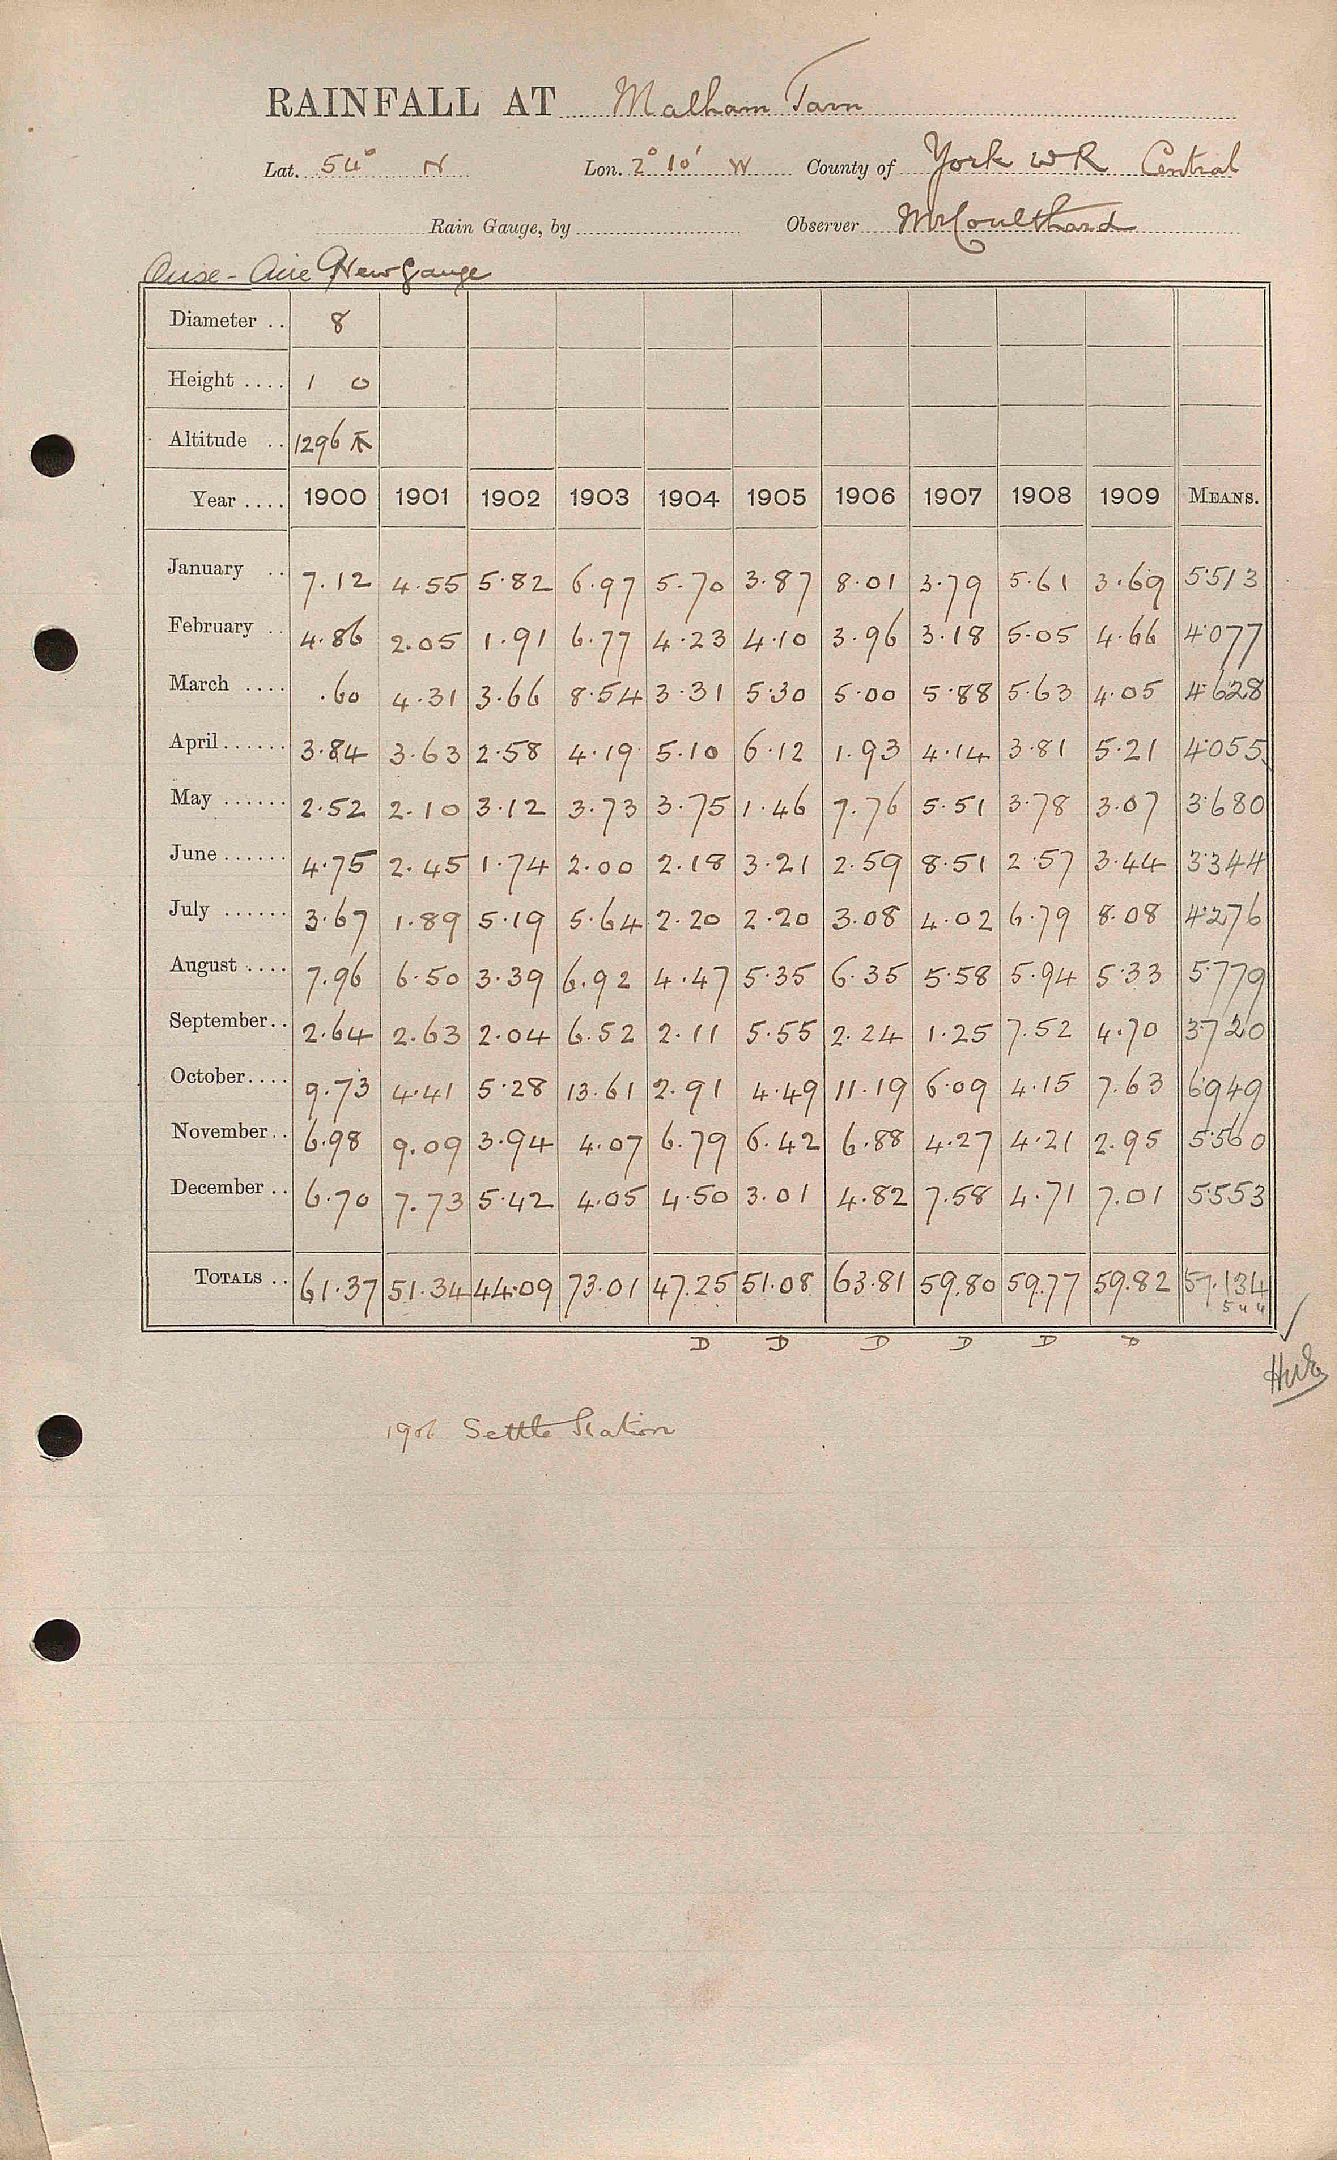 RAINFALL AT Malham Tarn
Lat. 54° N Lon. 2° 10' W County of York W R Central
Rain Gauge, by Observer Mr Coulthard
Ouse - Aire New Gauge
Diameter .. 8
Height .... 1 0
Altitude .. 1296
Year .... 1900 1901 1902 1903 1904 1905 1906 1907 1908 1909 MEANS.
January .. 7.12 4.55 5.82 6.97 5.70 3.87 8.01 3.79 5.61 3.69 5.513
February .. 4.86 2.05 1.91 6.77 4.23 4.10 3.96 3.18 5.05 4.66 4.077
March .... .60 4.31 3.66 8.54 3.31 5.30 5.00 5.88 5.63 4.05 4.628
April ...... 3.84 3.63 2.58 4.19 5.10 6.12 1.93 4.14 3.81 5.21 4.055
May ...... 2.52 2.10 3.12 3.73 3.75 1.46 7.76 5.51 3.78 3.07 3.680
June ...... 4.75 2.45 1.74 2.00 2.18 3.21 2.59 8.51 2.57 3.44 3.344
July ...... 3.67 1.89 5.19 5.64 2.20 2.20 3.08 4.02 6.79 8.08 4.276
August .... 7.96 6.50 3.39 6.92 4.47 5.35 6.35 5.58 5.94 5.33 5.779
September.. 2.64 2.63 2.04 6.52 2.11 5.55 2.24 1.25 7.52 4.70 3.720
October.... 9.73 4.41 5.28 13.61 2.91 4.49 11.19 6.09 4.15 7.63 6.949
November.. 6.98 9.09 3.94 4.07 6.79 6.42 6.88 4.27 4.21 2.95 5.560
December .. 6.70 7.73 5.42 4.05 4.50 3.01 4.82 7.58 4.71 7.01 5.553
TOTALS .. 61.37 51.34 44.09 73.01 47.25 51.08 63.81 59.80 59.77 59.82 57.134
D D D D D D
1906 Settle Station